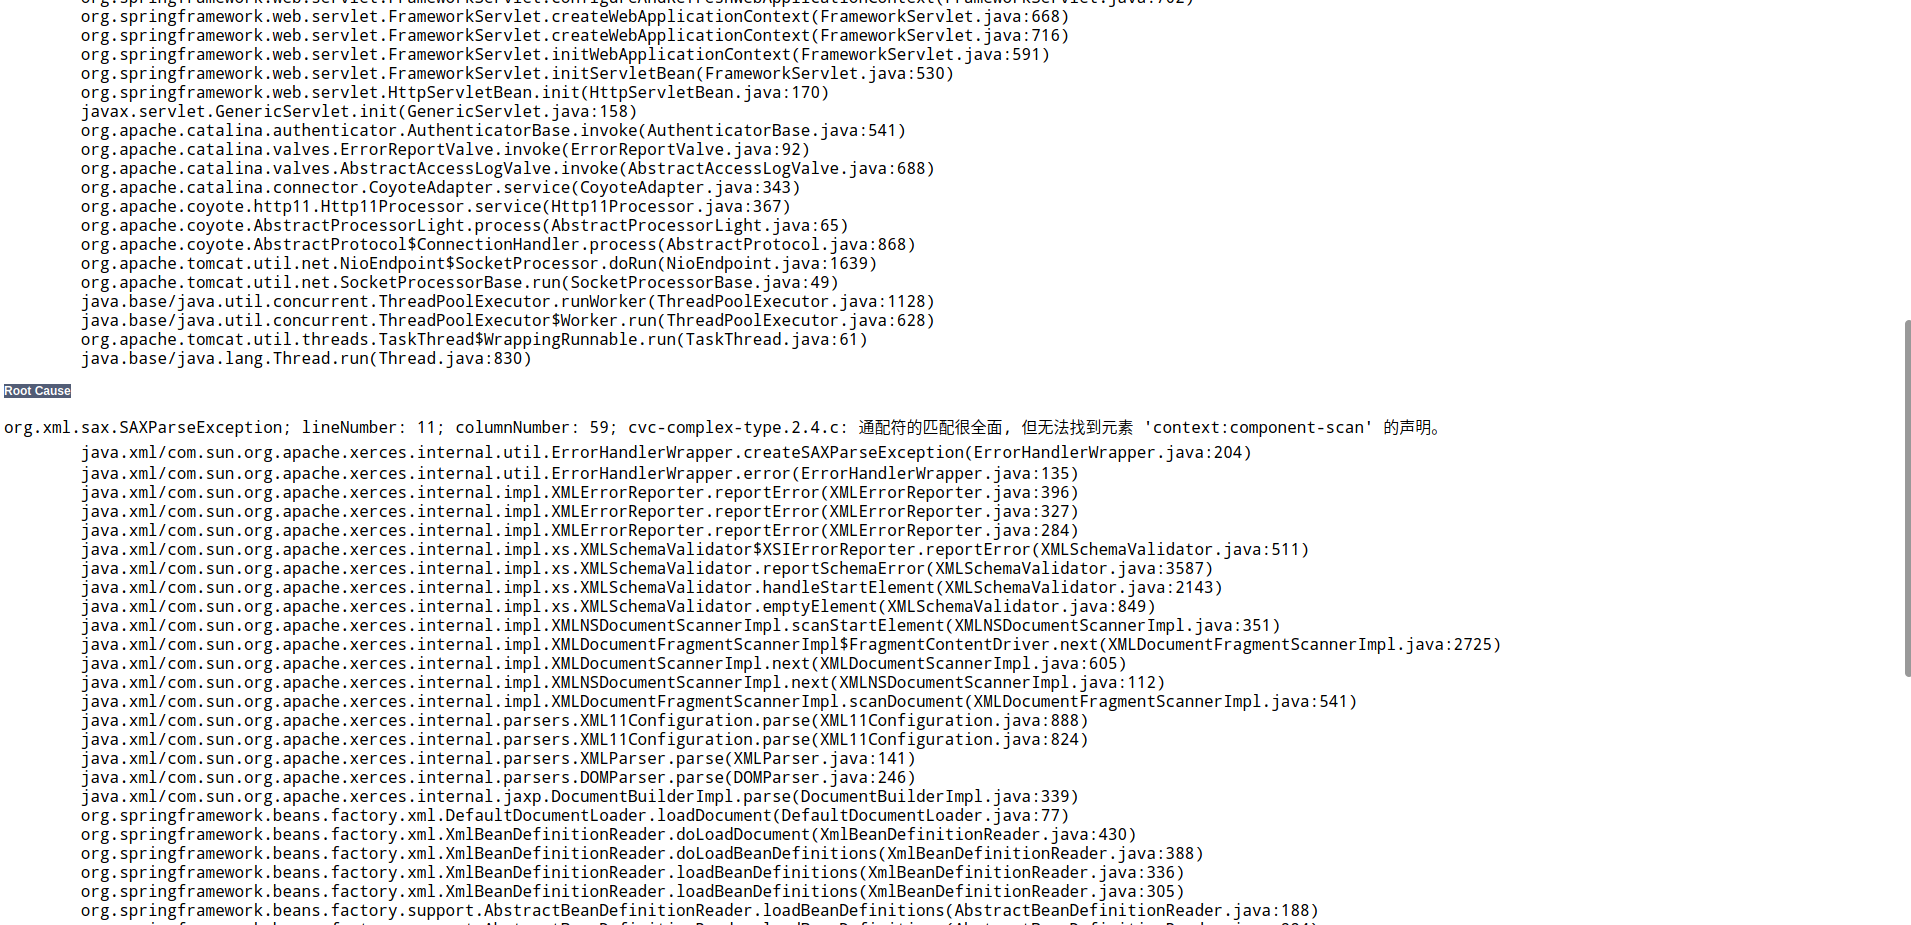 org.springframework.web.servlet.FrameworkServlet.configureAndRefreshWebApplicationContext(FrameworkServlet.java:702)
org.springframework.web.servlet.FrameworkServlet.createWebApplicationContext(FrameworkServlet.java:668)
org.springframework.web.servlet.FrameworkServlet.createWebApplicationContext(FrameworkServlet.java:716)
org.springframework.web.servlet.FrameworkServlet.initWebApplicationContext(FrameworkServlet.java:591)
org.springframework.web.servlet.FrameworkServlet.initServletBean(FrameworkServlet.java:530)
org.springframework.web.servlet.HttpServletBean.init(HttpServletBean.java:170)
javax.servlet.GenericServlet.init(GenericServlet.java:158)
org.apache.catalina.authenticator.AuthenticatorBase.invoke(AuthenticatorBase.java:541)
org.apache.catalina.valves.ErrorReportValve.invoke(ErrorReportValve.java:92)
org.apache.catalina.valves.AbstractAccessLogValve.invoke(AbstractAccessLogValve.java:688)
org.apache.catalina.connector.CoyoteAdapter.service(CoyoteAdapter.java:343)
org.apache.coyote.http11.Http11Processor.service(Http11Processor.java:367)
org.apache.coyote.AbstractProcessorLight.process(AbstractProcessorLight.java:65)
org.apache.coyote.AbstractProtocol$ConnectionHandler.process(AbstractProtocol.java:868)
org.apache.tomcat.util.net.NioEndpoint$SocketProcessor.doRun(NioEndpoint.java:1639)
org.apache.tomcat.util.net.SocketProcessorBase.run(SocketProcessorBase.java:49)
java.base/java.util.concurrent.ThreadPoolExecutor.runWorker(ThreadPoolExecutor.java:1128)
java.base/java.util.concurrent.ThreadPoolExecutor$Worker.run(ThreadPoolExecutor.java:628)
org.apache.tomcat.util.threads.TaskThread$WrappingRunnable.run(TaskThread.java:61)
java.base/java.lang.Thread.run(Thread.java:830)
Root Cause
org.xml.sax.SAXParseException; lineNumber: 11; columnNumber: 59; cvc-complex-type.2.4.c: 通配符的匹配很全面, 但无法找到元素 'context:component-scan' 的声明。
java.xml/com.sun.org.apache.xerces.internal.util.ErrorHandlerWrapper.createSAXParseException(ErrorHandlerWrapper.java:204)
java.xml/com.sun.org.apache.xerces.internal.util.ErrorHandlerWrapper.error(ErrorHandlerWrapper.java:135)
java.xml/com.sun.org.apache.xerces.internal.impl.XMLErrorReporter.reportError(XMLErrorReporter.java:396)
java.xml/com.sun.org.apache.xerces.internal.impl.XMLErrorReporter.reportError(XMLErrorReporter.java:327)
java.xml/com.sun.org.apache.xerces.internal.impl.XMLErrorReporter.reportError(XMLErrorReporter.java:284)
java.xml/com.sun.org.apache.xerces.internal.impl.xs.XMLSchemaValidator$XSIErrorReporter.reportError(XMLSchemaValidator.java:511)
java.xml/com.sun.org.apache.xerces.internal.impl.xs.XMLSchemaValidator.reportSchemaError(XMLSchemaValidator.java:3587)
java.xml/com.sun.org.apache.xerces.internal.impl.xs.XMLSchemaValidator.handleStartElement(XMLSchemaValidator.java:2143)
java.xml/com.sun.org.apache.xerces.internal.impl.xs.XMLSchemaValidator.emptyElement(XMLSchemaValidator.java:849)
java.xml/com.sun.org.apache.xerces.internal.impl.XMLNSDocumentScannerImpl.scanStartElement(XMLNSDocumentScannerImpl.java:351)
java.xml/com.sun.org.apache.xerces.internal.impl.XMLDocumentFragmentScannerImpl$FragmentContentDriver.next(XMLDocumentFragmentScannerImpl.java:2725)
java.xml/com.sun.org.apache.xerces.internal.impl.XMLDocumentScannerImpl.next(XMLDocumentScannerImpl.java:605)
java.xml/com.sun.org.apache.xerces.internal.impl.XMLNSDocumentScannerImpl.next(XMLNSDocumentScannerImpl.java:112)
java.xml/com.sun.org.apache.xerces.internal.impl.XMLDocumentFragmentScannerImpl.scanDocument(XMLDocumentFragmentScannerImpl.java:541)
java.xml/com.sun.org.apache.xerces.internal.parsers.XML11Configuration.parse(XML11Configuration.java:888)
java.xml/com.sun.org.apache.xerces.internal.parsers.XML11Configuration.parse(XML11Configuration.java:824)
java.xml/com.sun.org.apache.xerces.internal.parsers.XMLParser.parse(XMLParser.java:141)
java.xml/com.sun.org.apache.xerces.internal.parsers.DOMParser.parse(DOMParser.java:246)
java.xml/com.sun.org.apache.xerces.internal.jaxp.DocumentBuilderImpl.parse(DocumentBuilderImpl.java:339)
org.springframework.beans.factory.xml.DefaultDocumentLoader.loadDocument(DefaultDocumentLoader.java:77)
org.springframework.beans.factory.xml.XmlBeanDefinitionReader.doLoadDocument(XmlBeanDefinitionReader.java:430)
org.springframework.beans.factory.xml.XmlBeanDefinitionReader.doLoadBeanDefinitions(XmlBeanDefinitionReader.java:388)
org.springframework.beans.factory.xml.XmlBeanDefinitionReader.loadBeanDefinitions(XmlBeanDefinitionReader.java:336)
org.springframework.beans.factory.xml.XmlBeanDefinitionReader.loadBeanDefinitions(XmlBeanDefinitionReader.java:305)
org.springframework.beans.factory.support.AbstractBeanDefinitionReader.loadBeanDefinitions(AbstractBeanDefinitionReader.java:188)